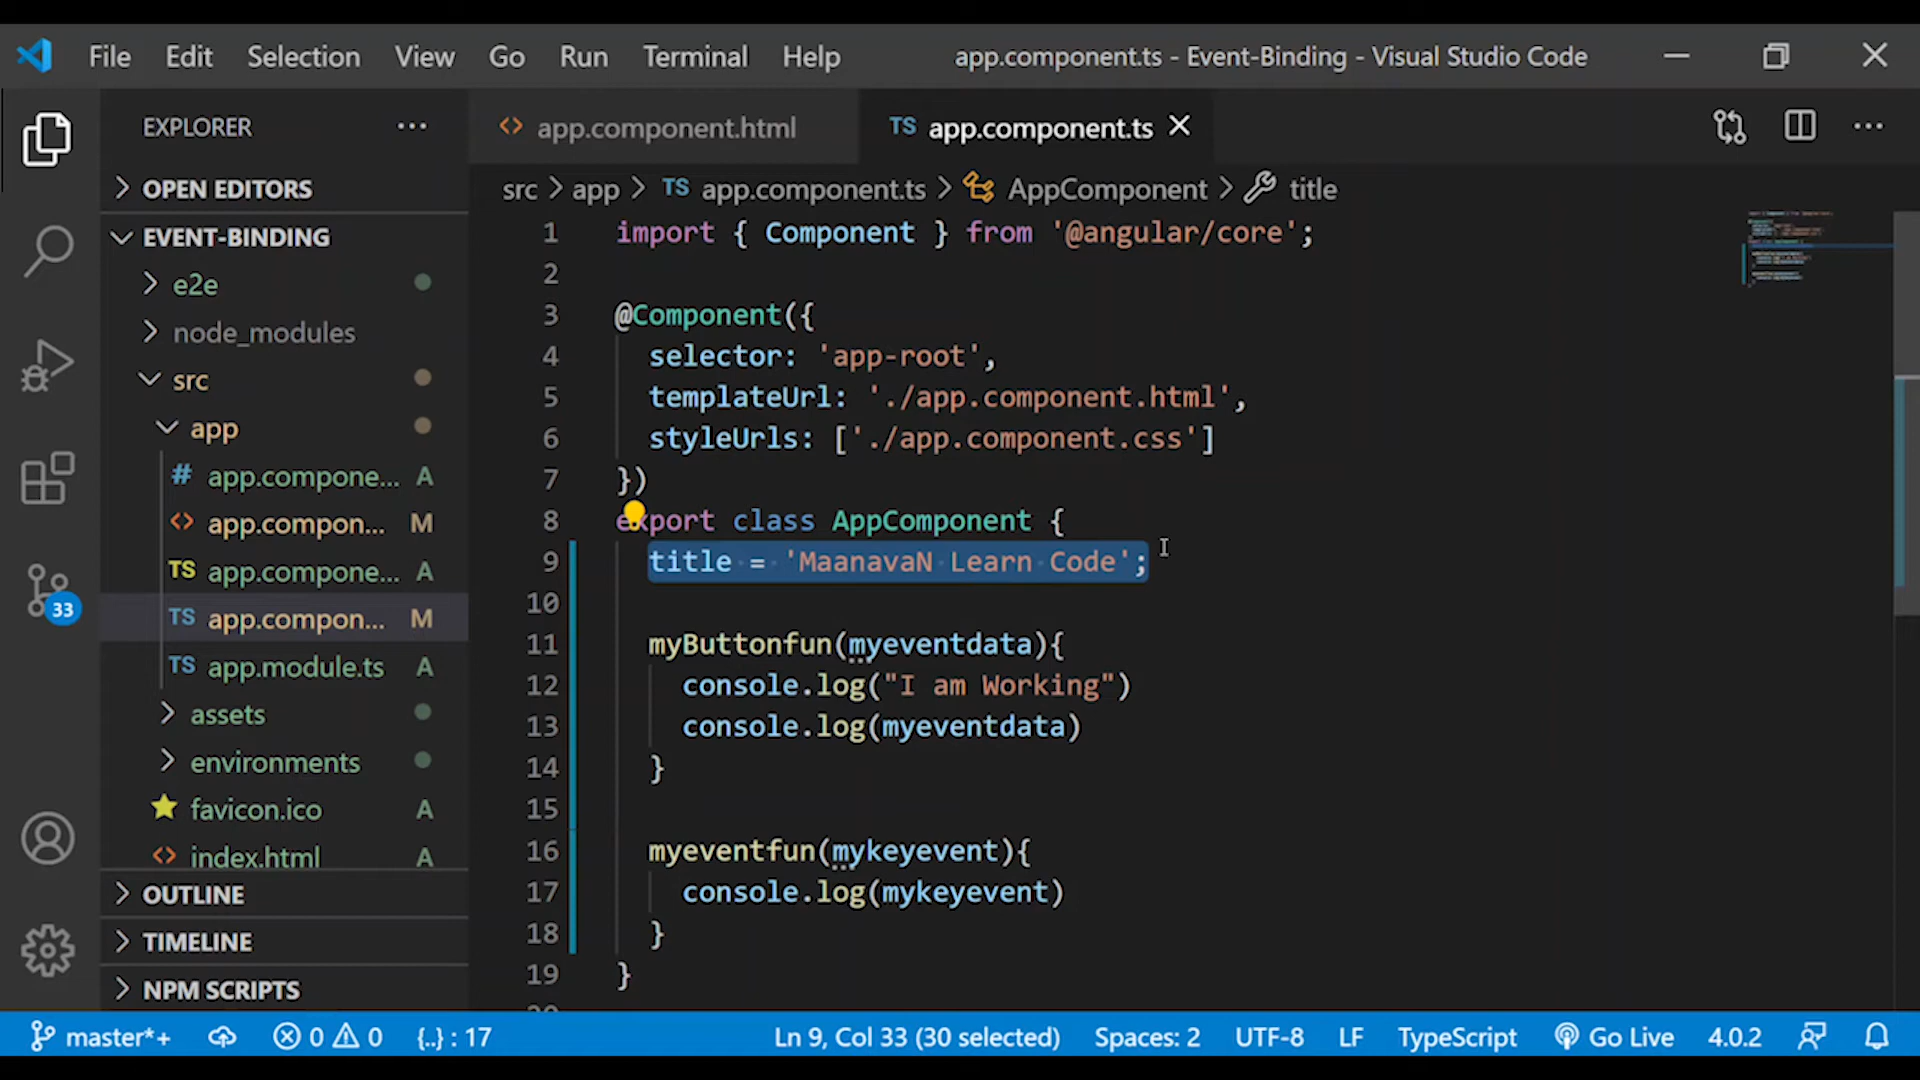 File Edit Selection View Go Run Terminal Help app.component.ts - Event-Binding - Visual Studio Code
EXPLORER
OPEN EDITORS
EVENT-BINDING
e2e
node_modules
src
app
# app.compone... A
<> app.compon... M
TS app.compone... A
TS app.compon... M
TS app.module.ts A
assets
environments
favicon.ico A
<> index.html A
OUTLINE
TIMELINE
NPM SCRIPTS
33
<> app.component.html TS app.component.ts
src > app > TS app.component.ts > AppComponent > title
1 import { Component } from '@angular/core';
2
3 @Component({
4 selector: 'app-root',
5 templateUrl: './app.component.html',
6 styleUrls: ['./app.component.css']
7 })
8 export class AppComponent {
9 title = 'MaanavaN Learn Code';
10
11 myButtonfun(myeventdata){
12 console.log("I am Working")
13 console.log(myeventdata)
14 }
15
16 myeventfun(mykeyevent){
17 console.log(mykeyevent)
18 }
19 }
master*+ 0 0 {..} : 17 Ln 9, Col 33 (30 selected) Spaces: 2 UTF-8 LF TypeScript Go Live 4.0.2